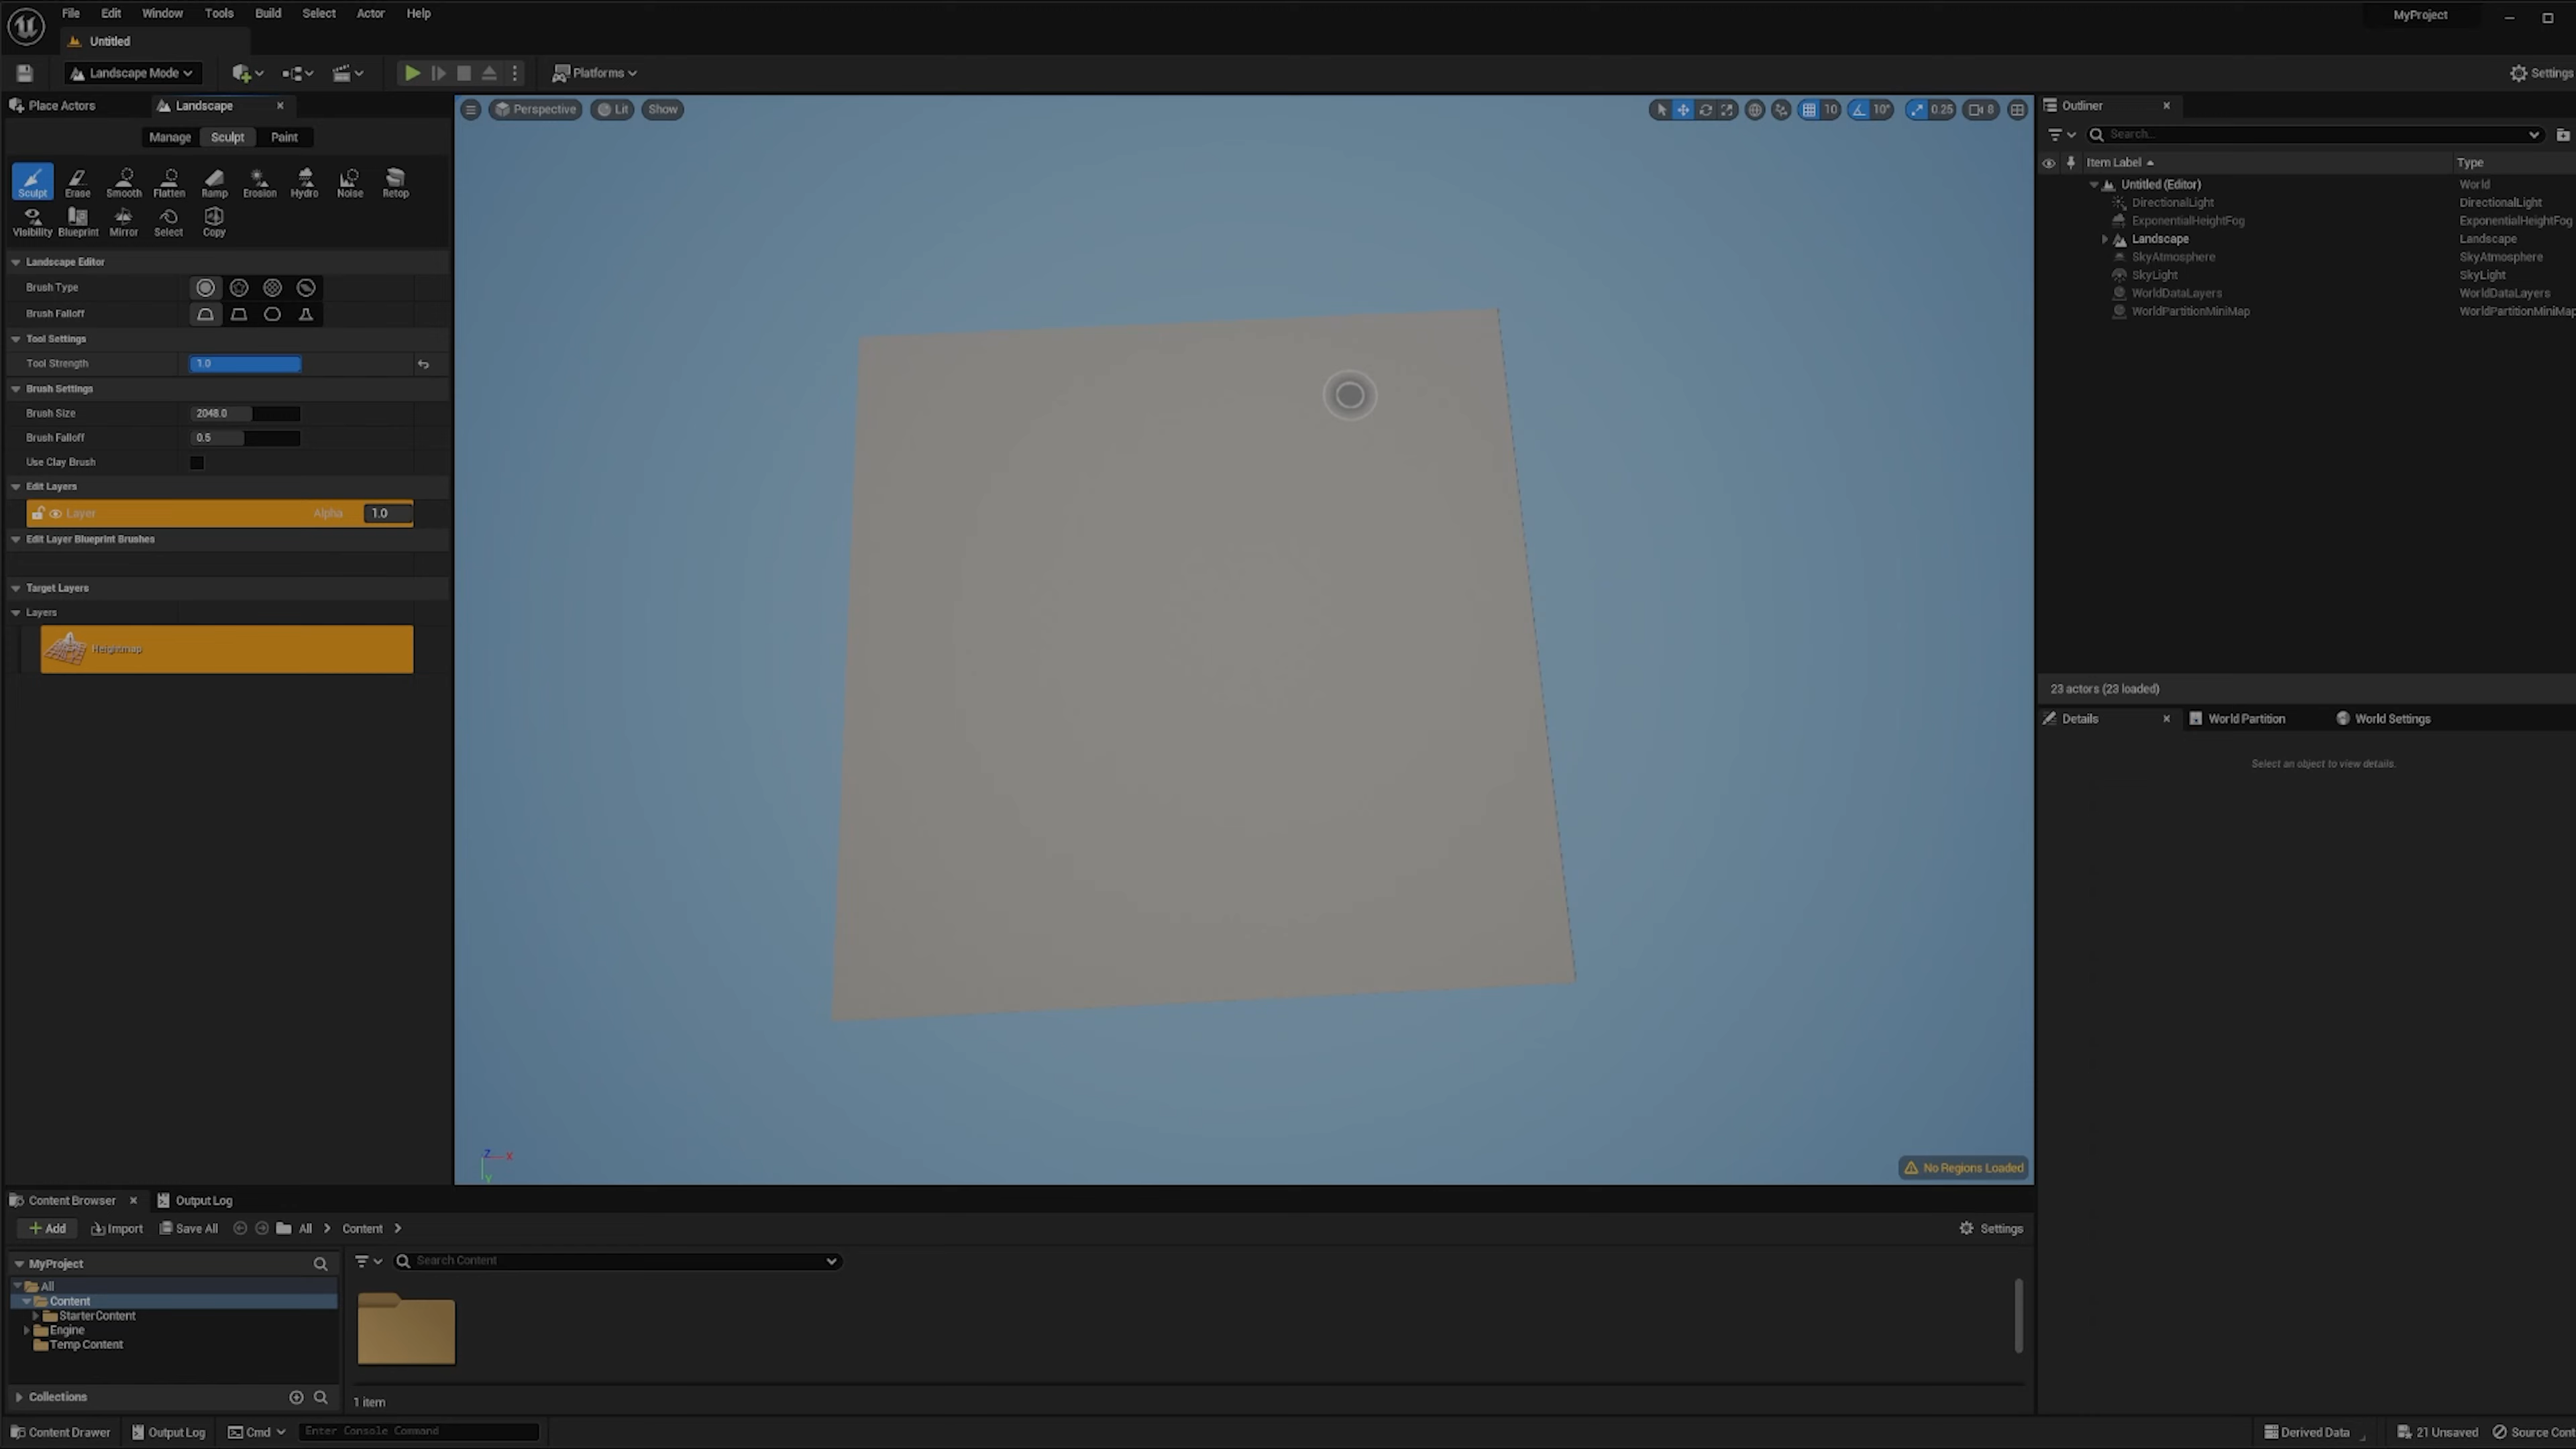 File Edit Window Tools Build Select Actor Help
MyProject
Untitled
Landscape Mode
Platforms
Settings
Place Actors
Landscape
Manage Sculpt Paint
Sculpt Erase Smooth Flatten Ramp Erosion Hydro Noise Retop
Visibility Blueprint Mirror Select Copy
Landscape Editor
Brush Type
Brush Falloff
Tool Settings
Tool Strength 1.0
Brush Settings
Brush Size 2048.0
Brush Falloff 0.5
Use Clay Brush
Edit Layers
Layer Alpha 1.0
Edit Layer Blueprint Brushes
Target Layers
Layers
Heightmap
Perspective Lit Show
10 10° 0.25 8
Z X
Y
No Regions Loaded
Outliner
Search...
Item Label Type
Untitled (Editor) World
DirectionalLight DirectionalLight
ExponentialHeightFog ExponentialHeightFog
Landscape Landscape
SkyAtmosphere SkyAtmosphere
SkyLight SkyLight
WorldDataLayers WorldDataLayers
WorldPartitionMiniMap WorldPartitionMiniMap
23 actors (23 loaded)
Details World Partition World Settings
Select an object to view details.
Content Browser Output Log
Add Import Save All All Content Settings
MyProject
Search Content
All
Content
StarterContent
Engine
Temp Content
Collections
1 item
Content Drawer Output Log Cmd Enter Console Command
Derived Data 21 Unsaved Source Cont